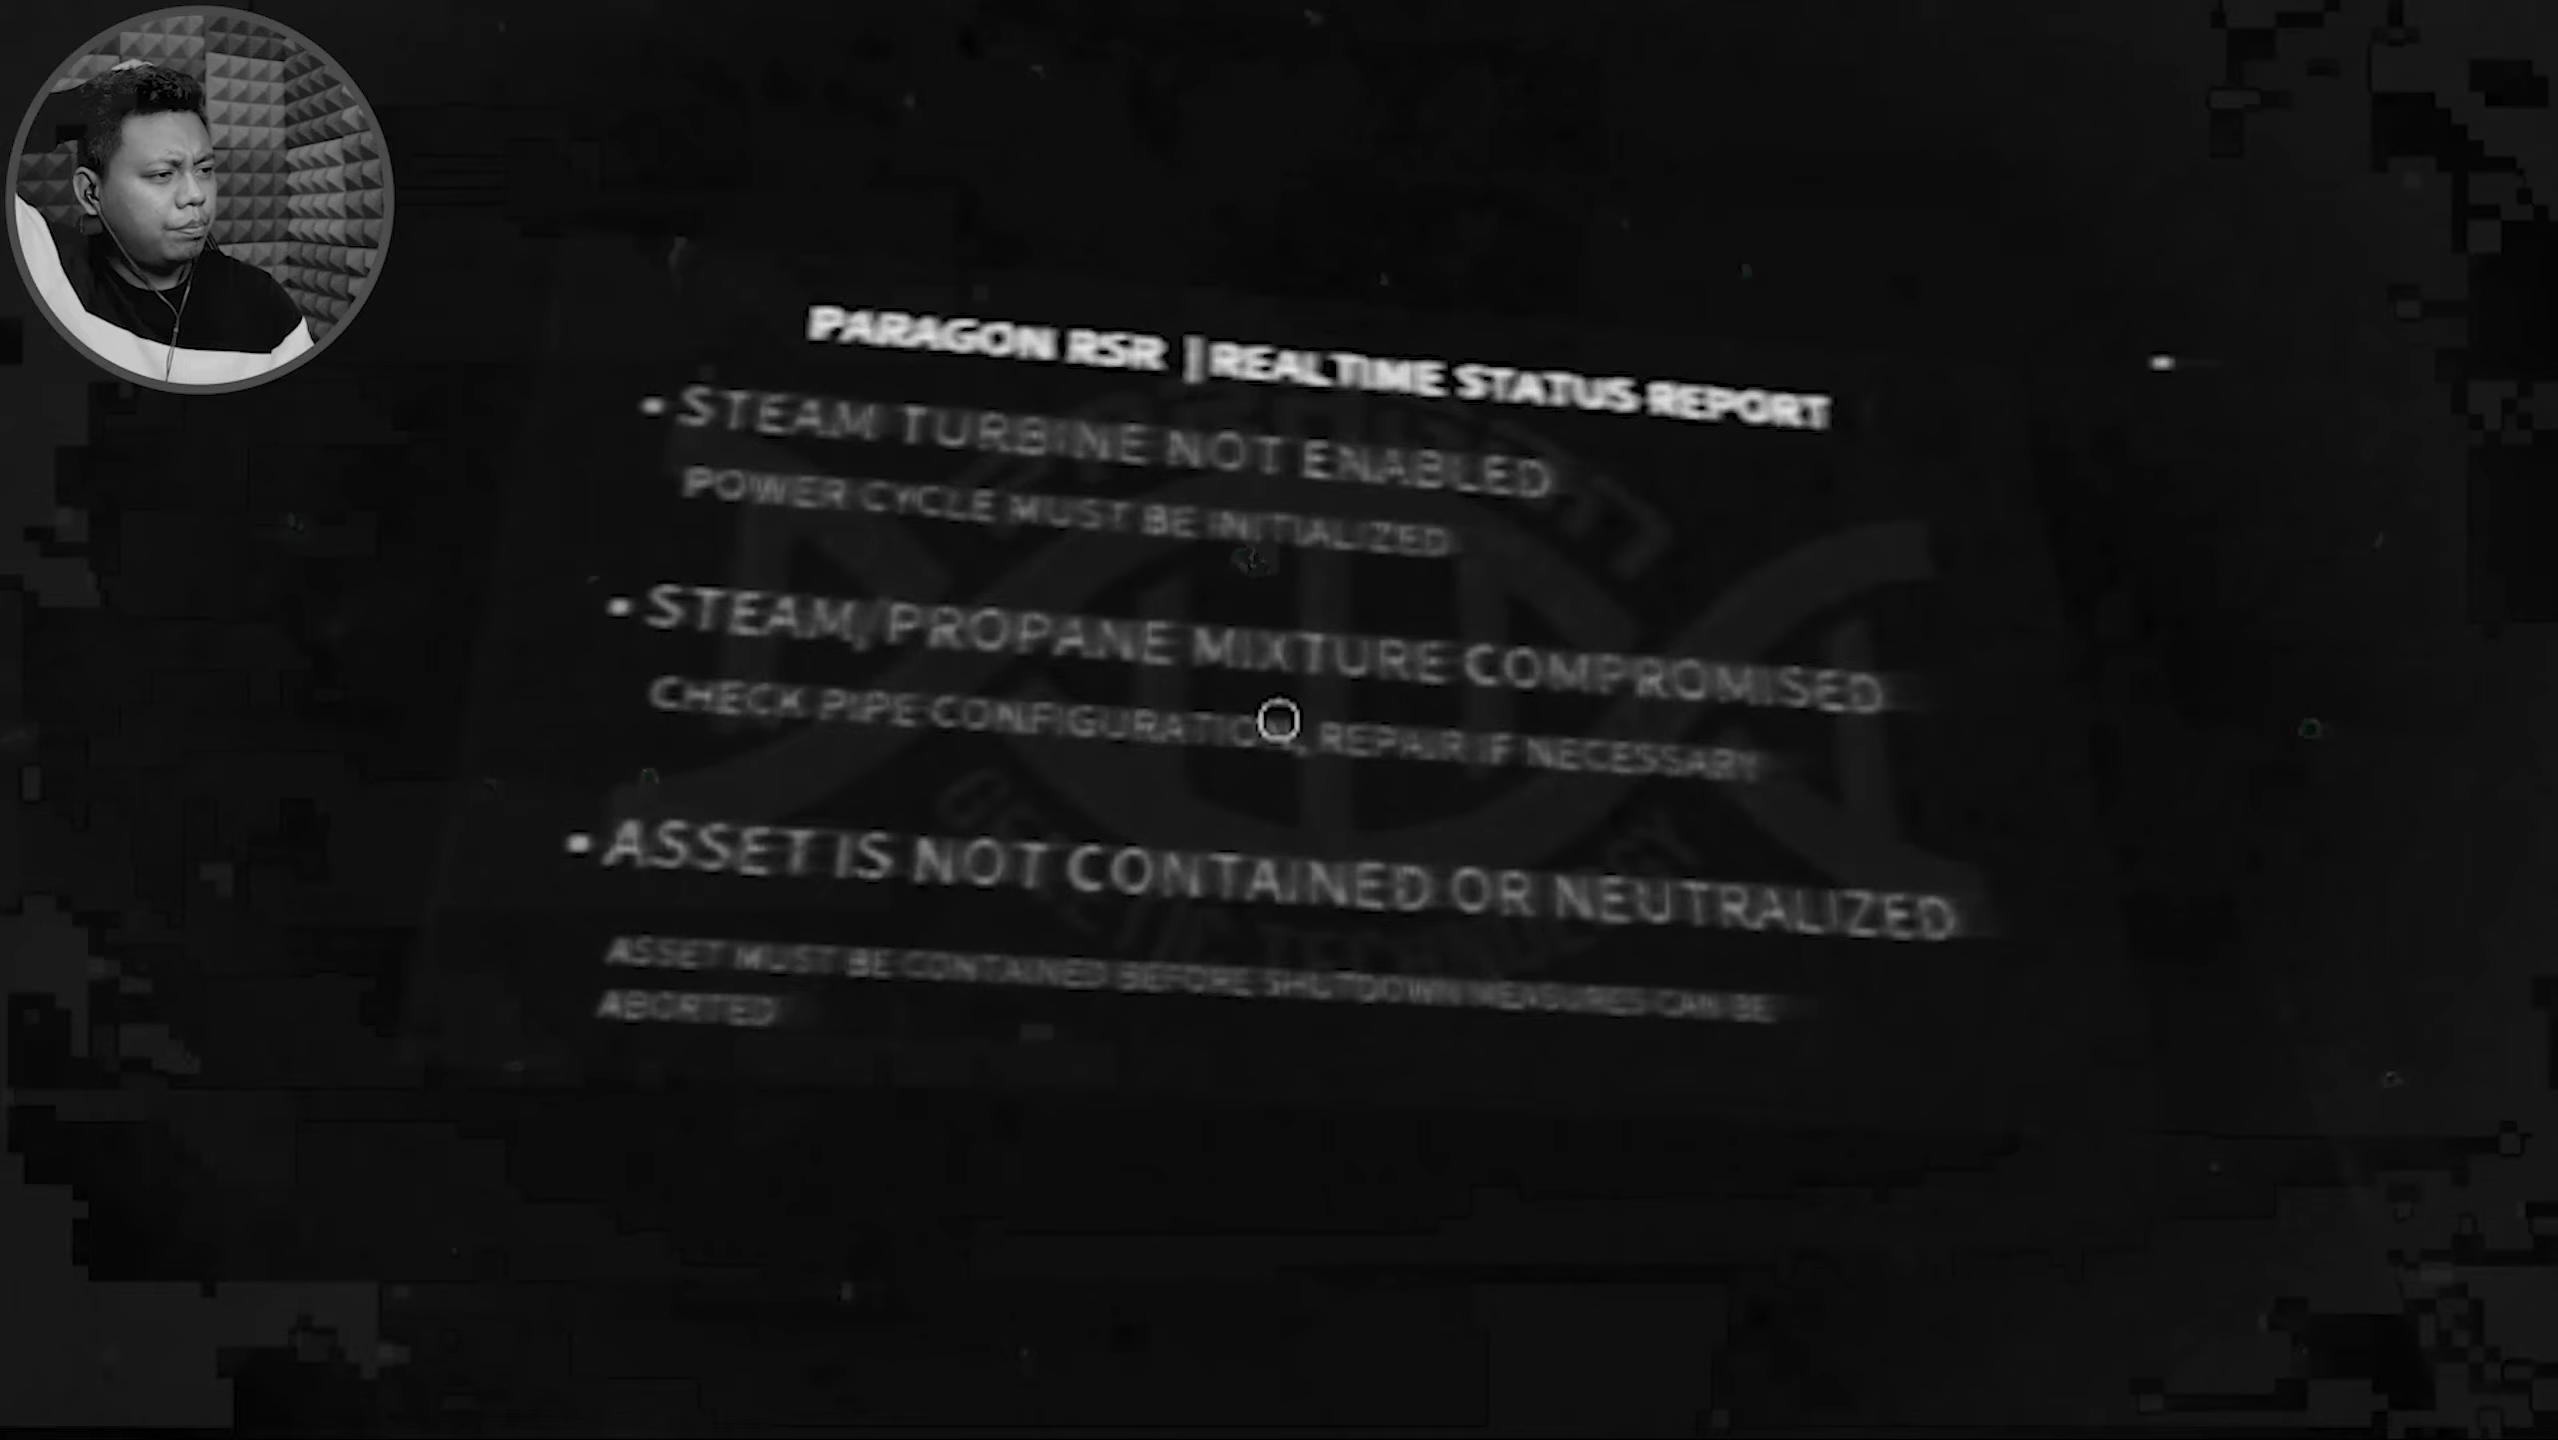 PARAGON RSR | REALTIME STATUS REPORT
• STEAM TURBINE NOT ENABLED
POWER CYCLE MUST BE INITIALIZED
• STEAM/PROPANE MIXTURE COMPROMISED
CHECK PIPE CONFIGURATION, REPAIR IF NECESSARY
• ASSET IS NOT CONTAINED OR NEUTRALIZED
ASSET MUST BE CONTAINED BEFORE SHUTDOWN MEASURES CAN BE
ABORTED